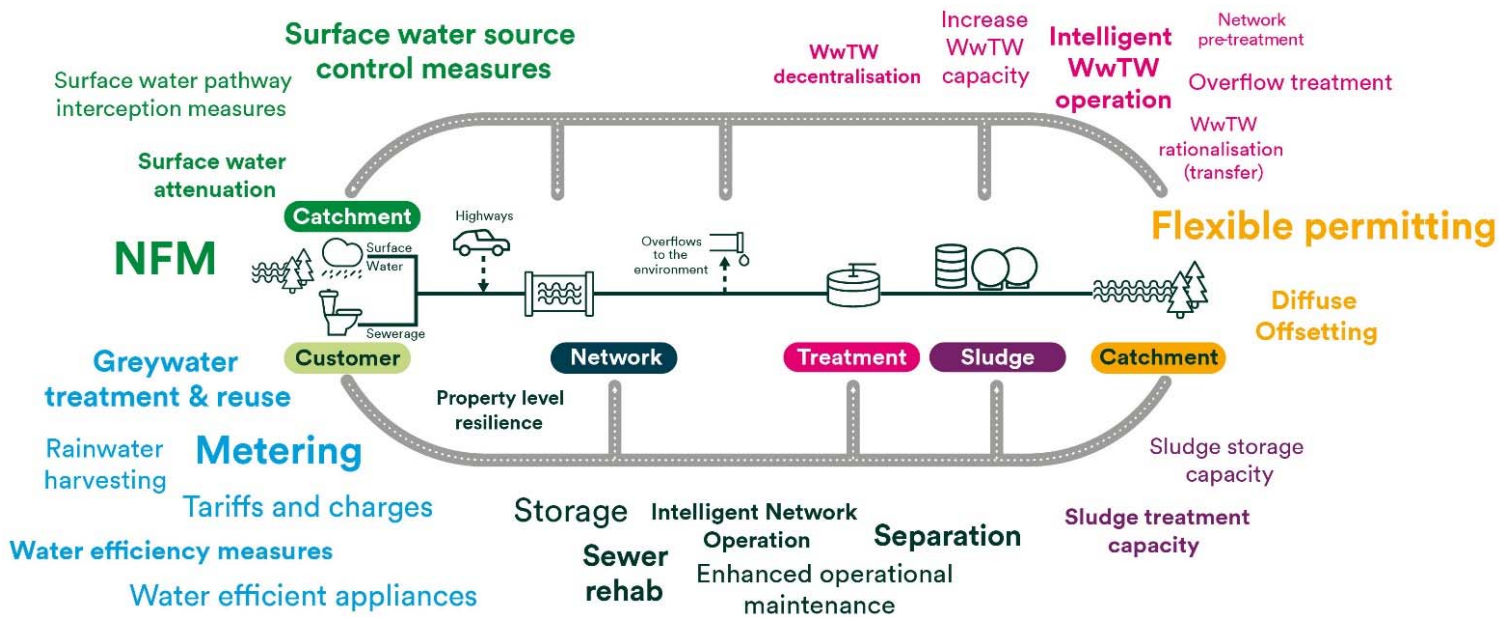 Surface water source
control measures
Surface water pathway
interception measures
Surface water
attenuation
NFM
WwTW
decentralisation
Increase
WwTW
capacity
Intelligent
WwTW
operation
Network
pre-treatment
Overflow treatment
WwTW
rationalisation
(transfer)
Flexible permitting
Diffuse
Offsetting
Catchment
Surface
Water
Sewerage
Customer
Highways
Overflows
to the
environment
Network
Treatment
Sludge
Catchment
Greywater
treatment & reuse
Rainwater
harvesting
Metering
Tariffs and charges
Water efficiency measures
Water efficient appliances
Property level
resilience
Storage
Sewer
rehab
Intelligent Network
Operation
Separation
Enhanced operational
maintenance
Sludge storage
capacity
Sludge treatment
capacity